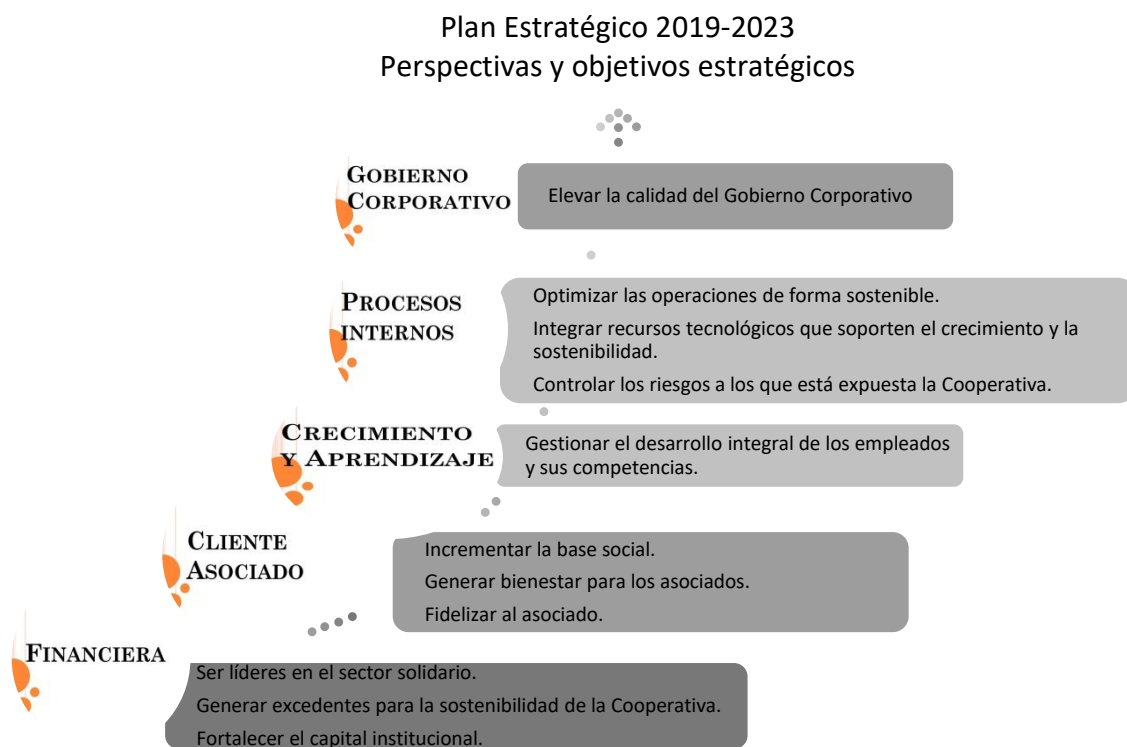 Plan Estratégico 2019-2023
Perspectivas y objetivos estratégicos
GOBIERNO
CORPORATIVO
Elevar la calidad del Gobierno Corporativo
PROCESOS
INTERNOS
Optimizar las operaciones de forma sostenible.
Integrar recursos tecnológicos que soporten el crecimiento y la
sostenibilidad.
Controlar los riesgos a los que está expuesta la Cooperativa.
CRECIMIENTO
Y APRENDIZAJE
Gestionar el desarrollo integral de los empleados
y sus competencias.
CLIENTE
ASOCIADO
Incrementar la base social.
Generar bienestar para los asociados.
Fidelizar al asociado.
FINANCIERA
Ser líderes en el sector solidario.
Generar excedentes para la sostenibilidad de la Cooperativa.
Fortalecer el capital institucional.